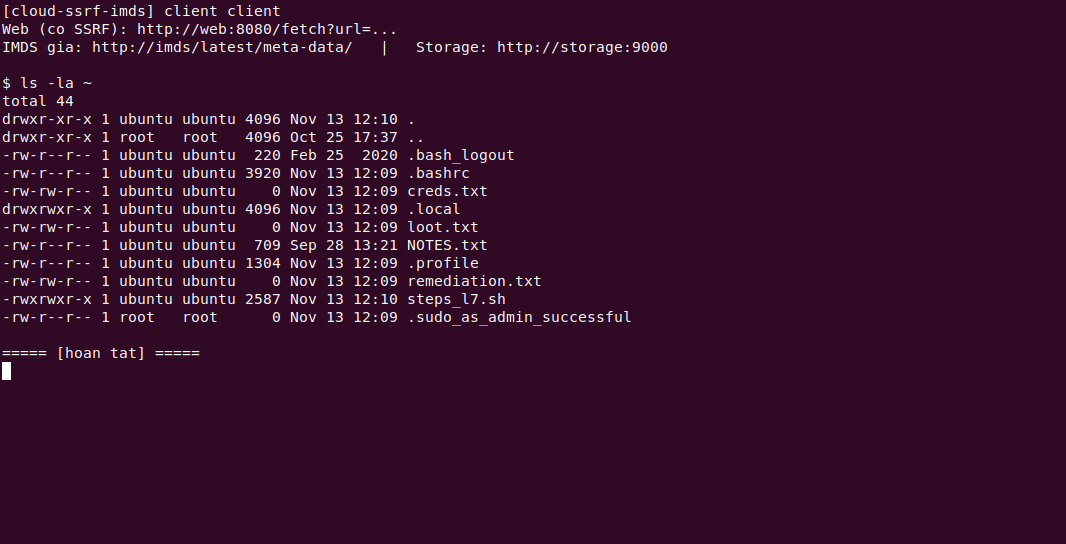 [cloud-ssrf-imds] client client
Web (co SSRF): http://web:8080/fetch?url=...
IMDS gia: http://imds/latest/meta-data/   |   Storage: http://storage:9000
$ ls -la ~
total 44
drwxr-xr-x 1 ubuntu ubuntu 4096 Nov 13 12:10 .
drwxr-xr-x 1 root   root   4096 Oct 25 17:37 ..
-rw-r--r-- 1 ubuntu ubuntu  220 Feb 25  2020 .bash_logout
-rw-r--r-- 1 ubuntu ubuntu 3920 Nov 13 12:09 .bashrc
-rw-rw-r-- 1 ubuntu ubuntu    0 Nov 13 12:09 creds.txt
drwxrwxr-x 1 ubuntu ubuntu 4096 Nov 13 12:09 .local
-rw-rw-r-- 1 ubuntu ubuntu    0 Nov 13 12:09 loot.txt
-rw-rw-r-- 1 ubuntu ubuntu  709 Sep 28 13:21 NOTES.txt
-rw-r--r-- 1 ubuntu ubuntu 1304 Nov 13 12:09 .profile
-rw-rw-r-- 1 ubuntu ubuntu    0 Nov 13 12:09 remediation.txt
-rwxrwxr-x 1 ubuntu ubuntu 2587 Nov 13 12:10 steps_l7.sh
-rw-r--r-- 1 root   root      0 Nov 13 12:09 .sudo_as_admin_successful
===== [hoan tat] =====